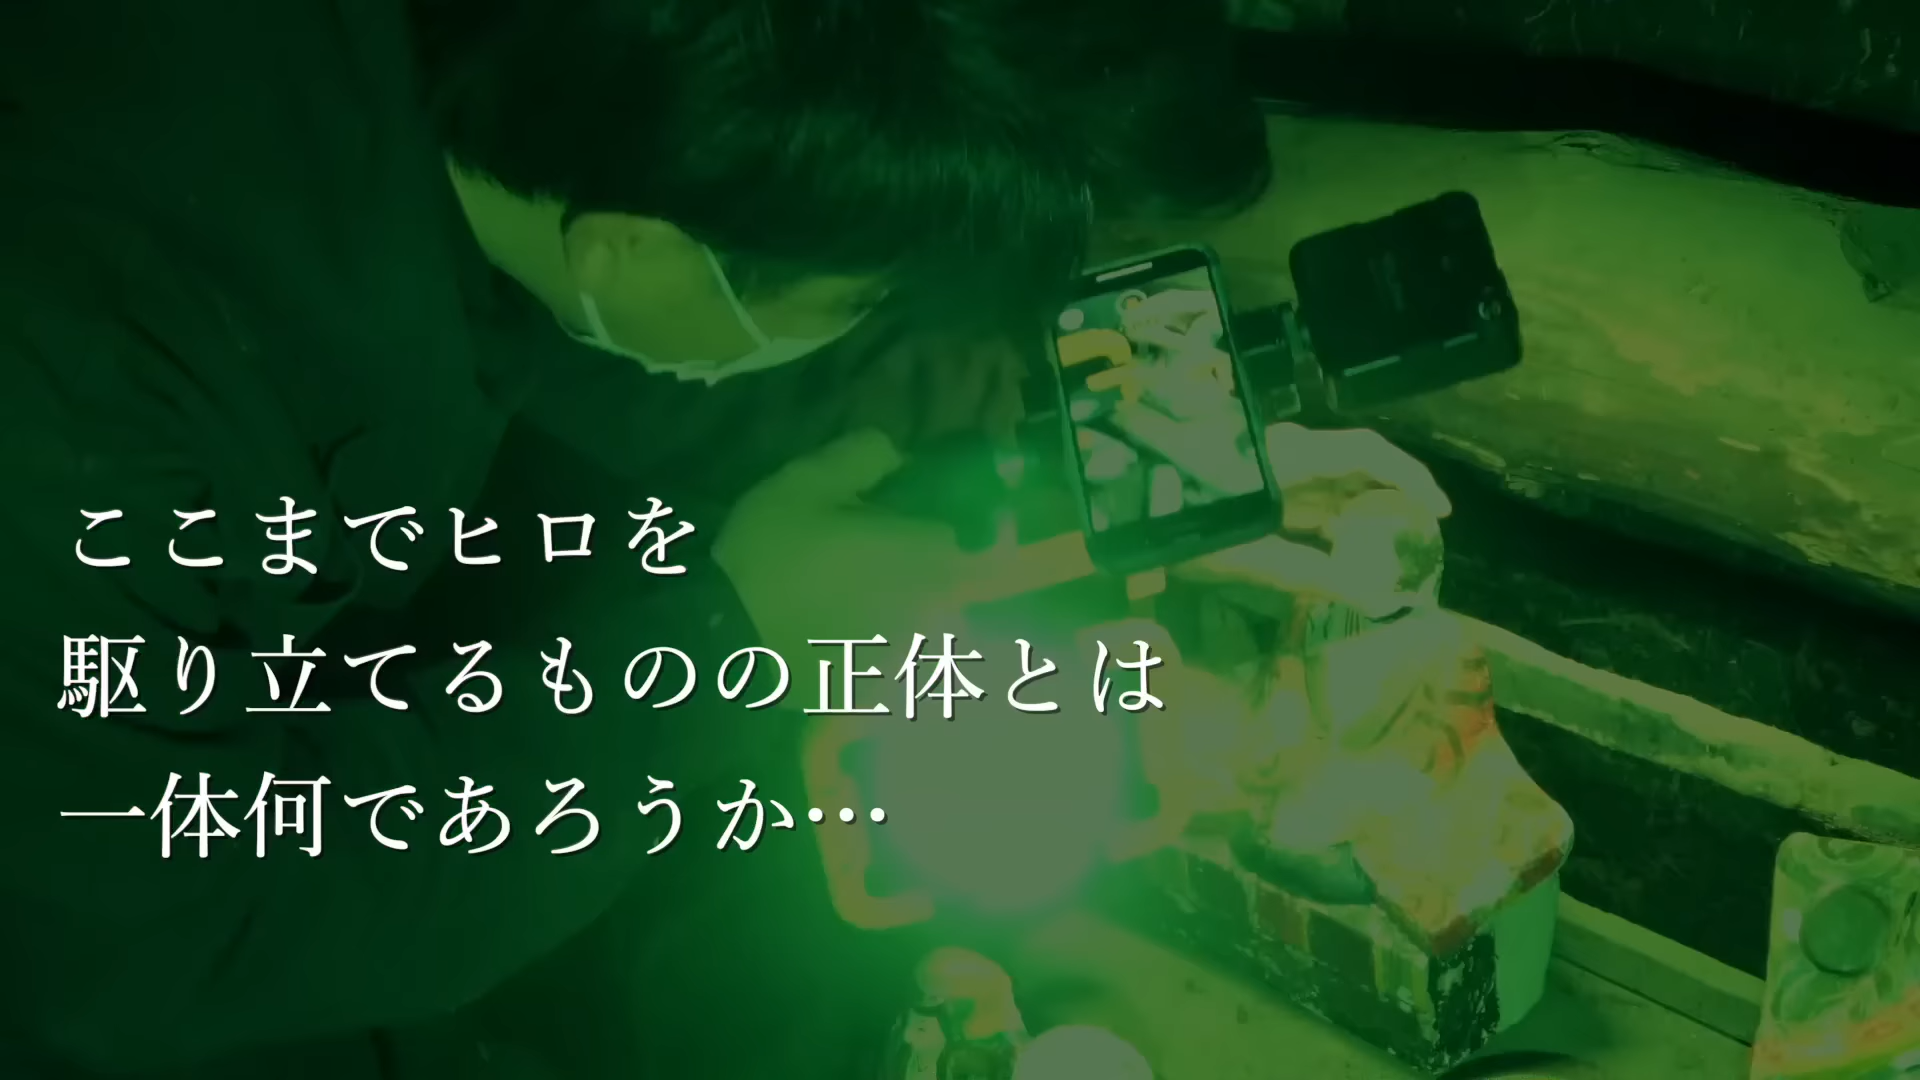 ここまでヒロを
駆り立てるものの正体とは
一体何であろうか…